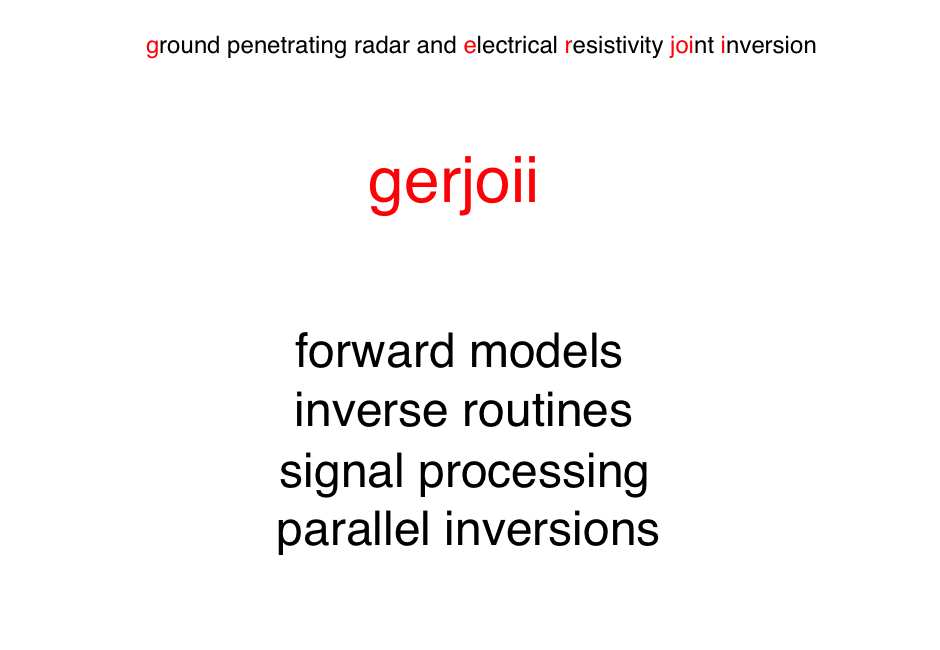 ground penetrating radar and electrical resistivity joint inversion
gerjoii
forward models
inverse routines
signal processing
parallel inversions